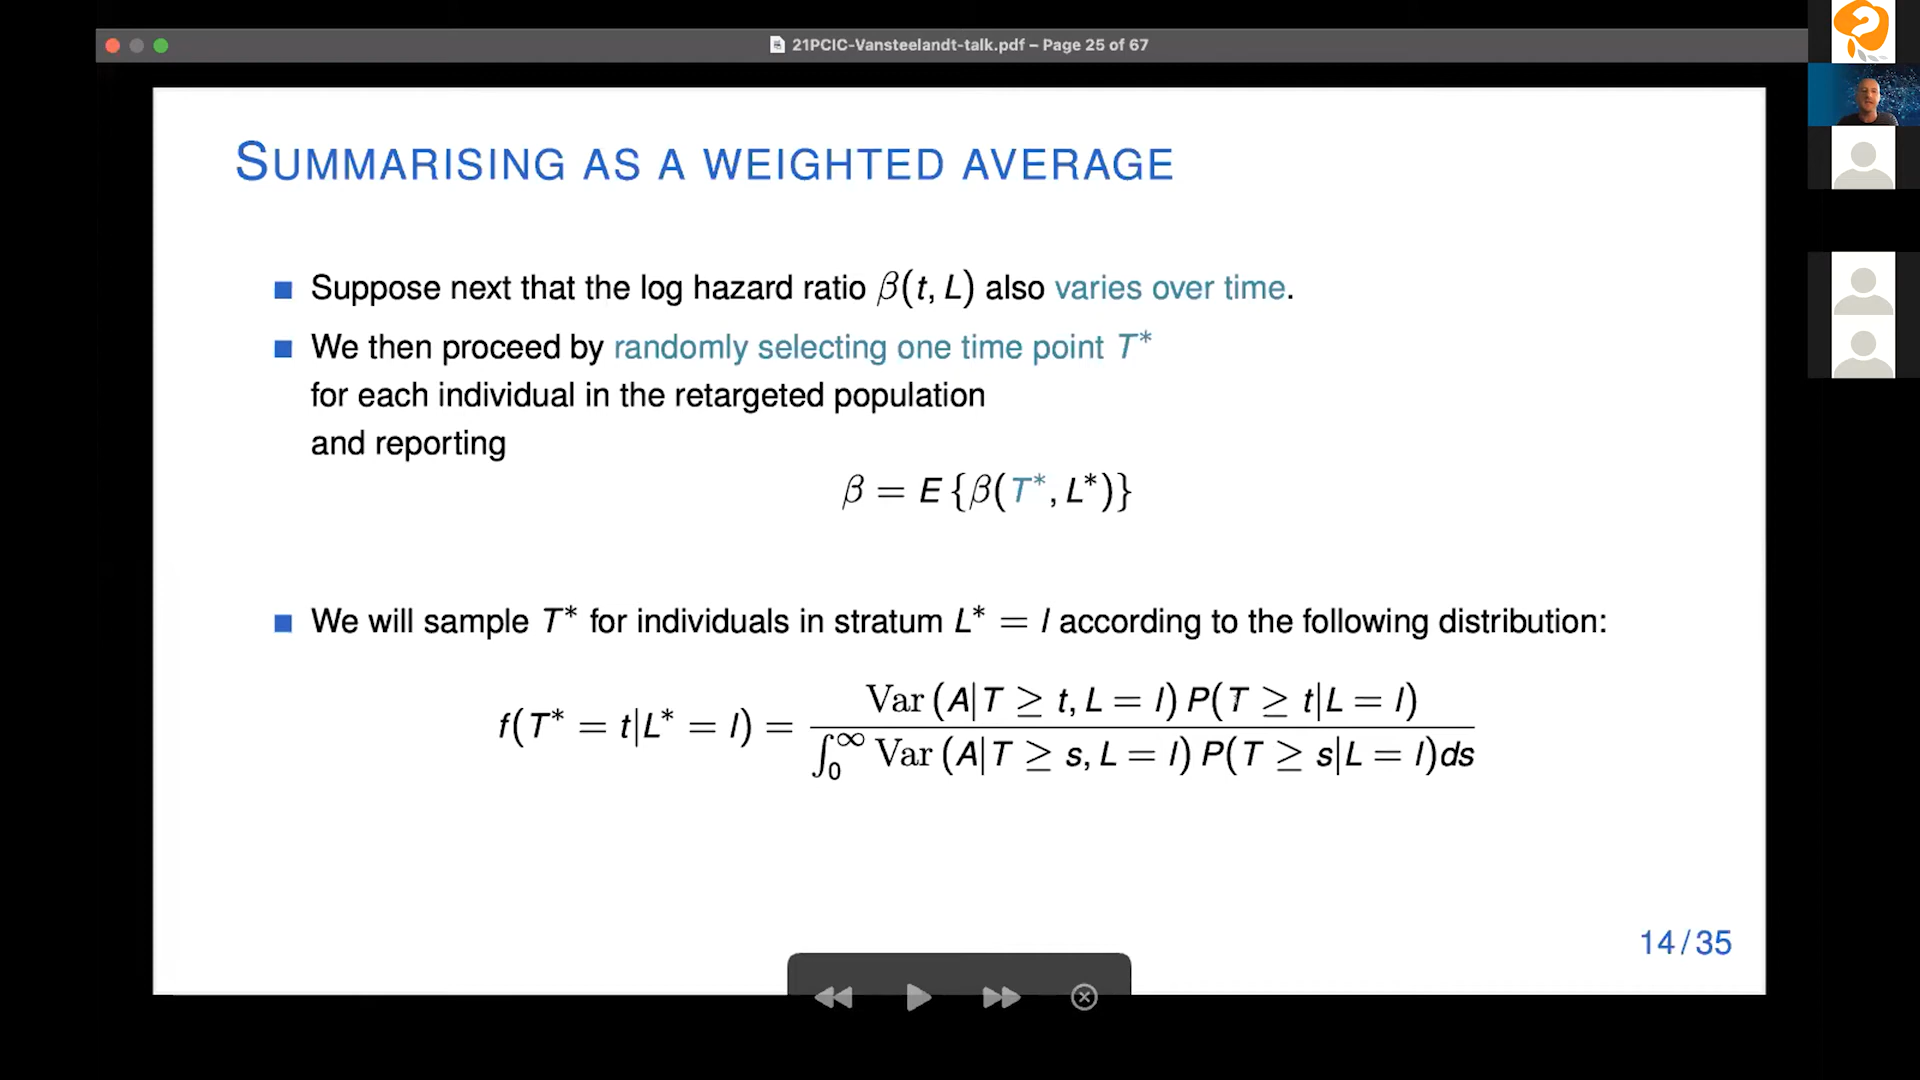 21PCIC-Vansteelandt-talk.pdf – Page 25 of 67
SUMMARISING AS A WEIGHTED AVERAGE
Suppose next that the log hazard ratio β(t, L) also varies over time.
We then proceed by randomly selecting one time point T*
for each individual in the retargeted population
and reporting
β = E {β(T*, L*)}
We will sample T* for individuals in stratum L* = l according to the following distribution:
f(T* = t|L* = l) = Var (A|T ≥ t, L = l) P(T ≥ t|L = l) / ∫₀^∞ Var (A|T ≥ s, L = l) P(T ≥ s|L = l)ds
14/35